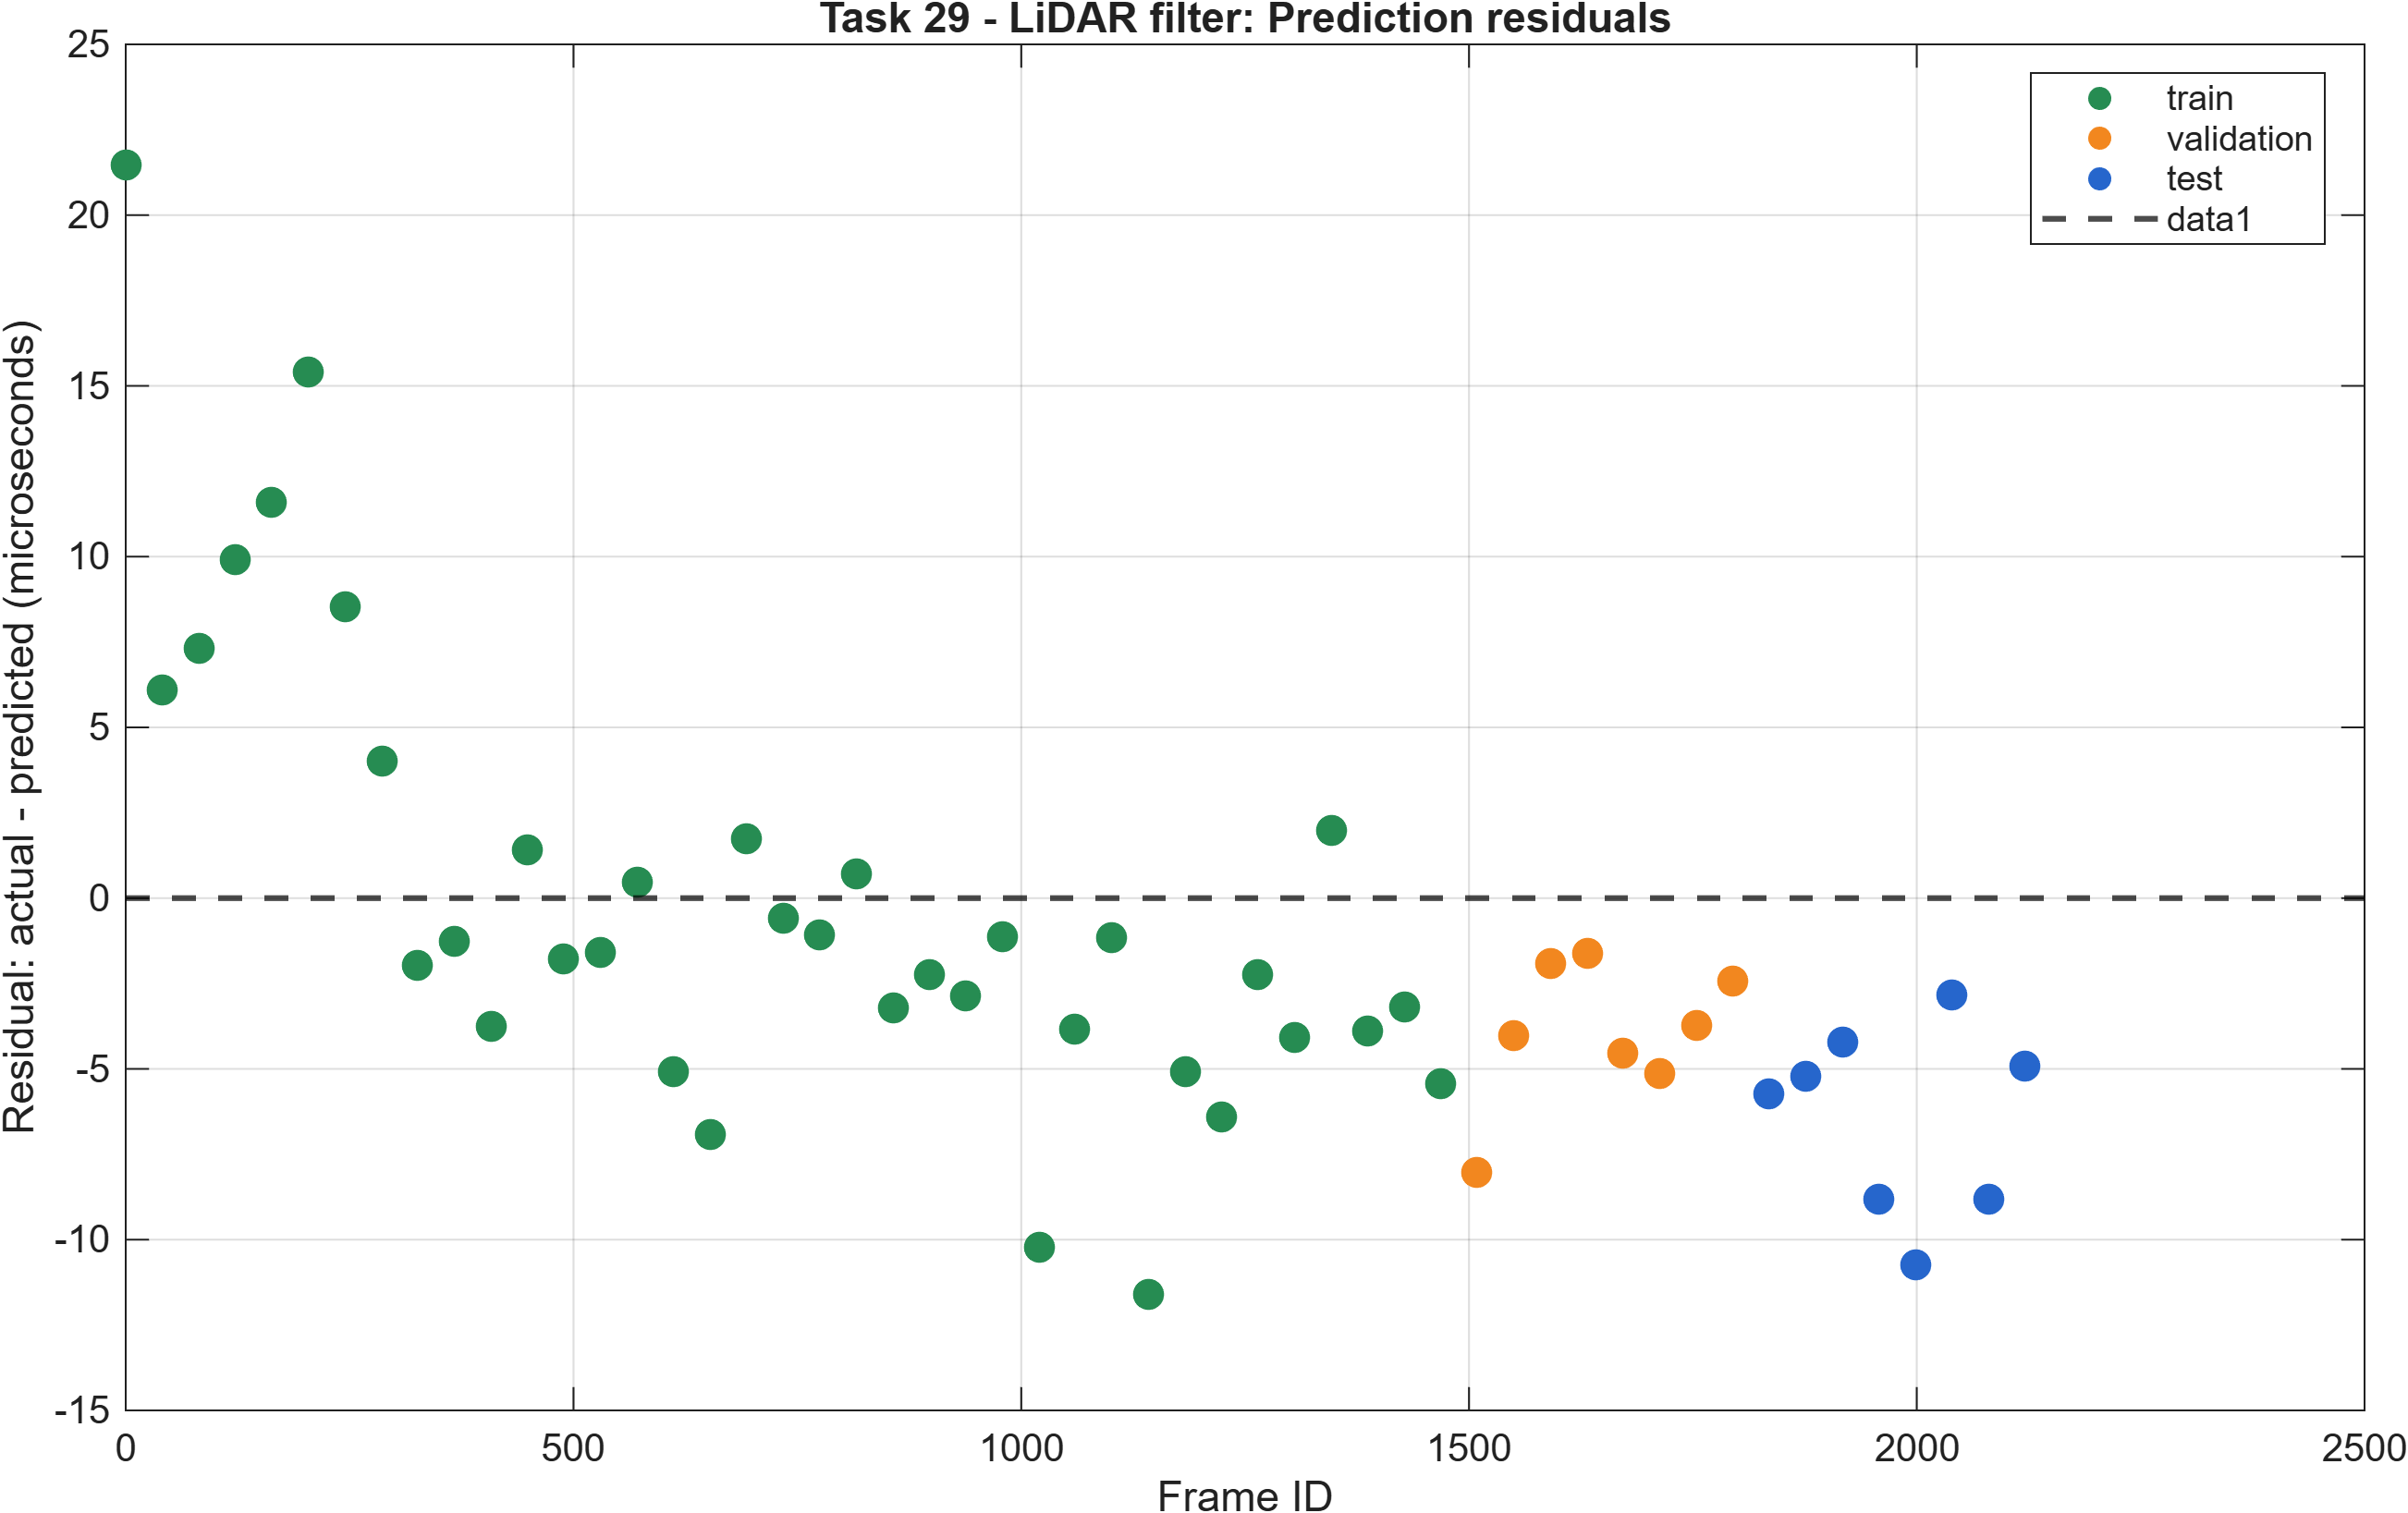 Task 29 - LiDAR filter: Prediction residuals
Residual: actual - predicted (microseconds)
25
20
15
10
5
0
-5
-10
-15
train
validation
test
data1
0 500 1000 1500 2000 2500
Frame ID